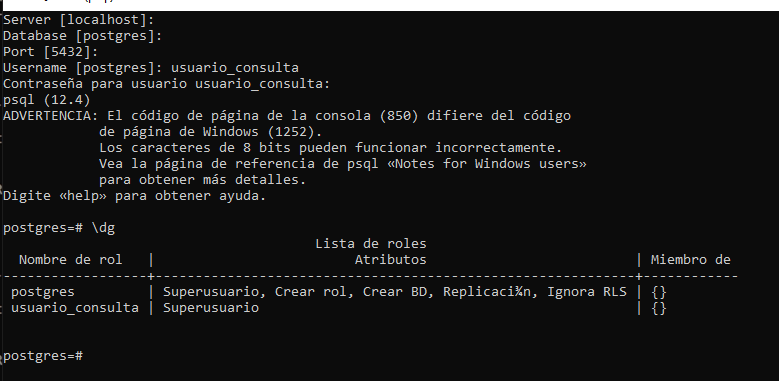 Server [localhost]:
Database [postgres]:
Port [5432]:
Username [postgres]: usuario_consulta
Contraseña para usuario usuario_consulta:
psql (12.4)
ADVERTENCIA: El código de página de la consola (850) difiere del código
            de página de Windows (1252).
            Los caracteres de 8 bits pueden funcionar incorrectamente.
            Vea la página de referencia de psql «Notes for Windows users»
            para obtener más detalles.
Digite «help» para obtener ayuda.

postgres=# \dg
                                       Lista de roles
  Nombre de rol   |                         Atributos                          | Miembro de
------------------+------------------------------------------------------------+------------
 postgres         | Superusuario, Crear rol, Crear BD, Replicaci¾n, Ignora RLS | {}
 usuario_consulta | Superusuario                                               | {}

postgres=#